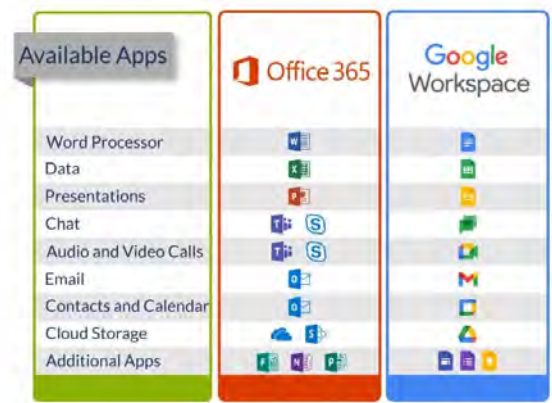 Available Apps
Office 365
Google
Workspace
Word Processor
Data
Presentations
Chat
Audio and Video Calls
Email
Contacts and Calendar
Cloud Storage
Additional Apps